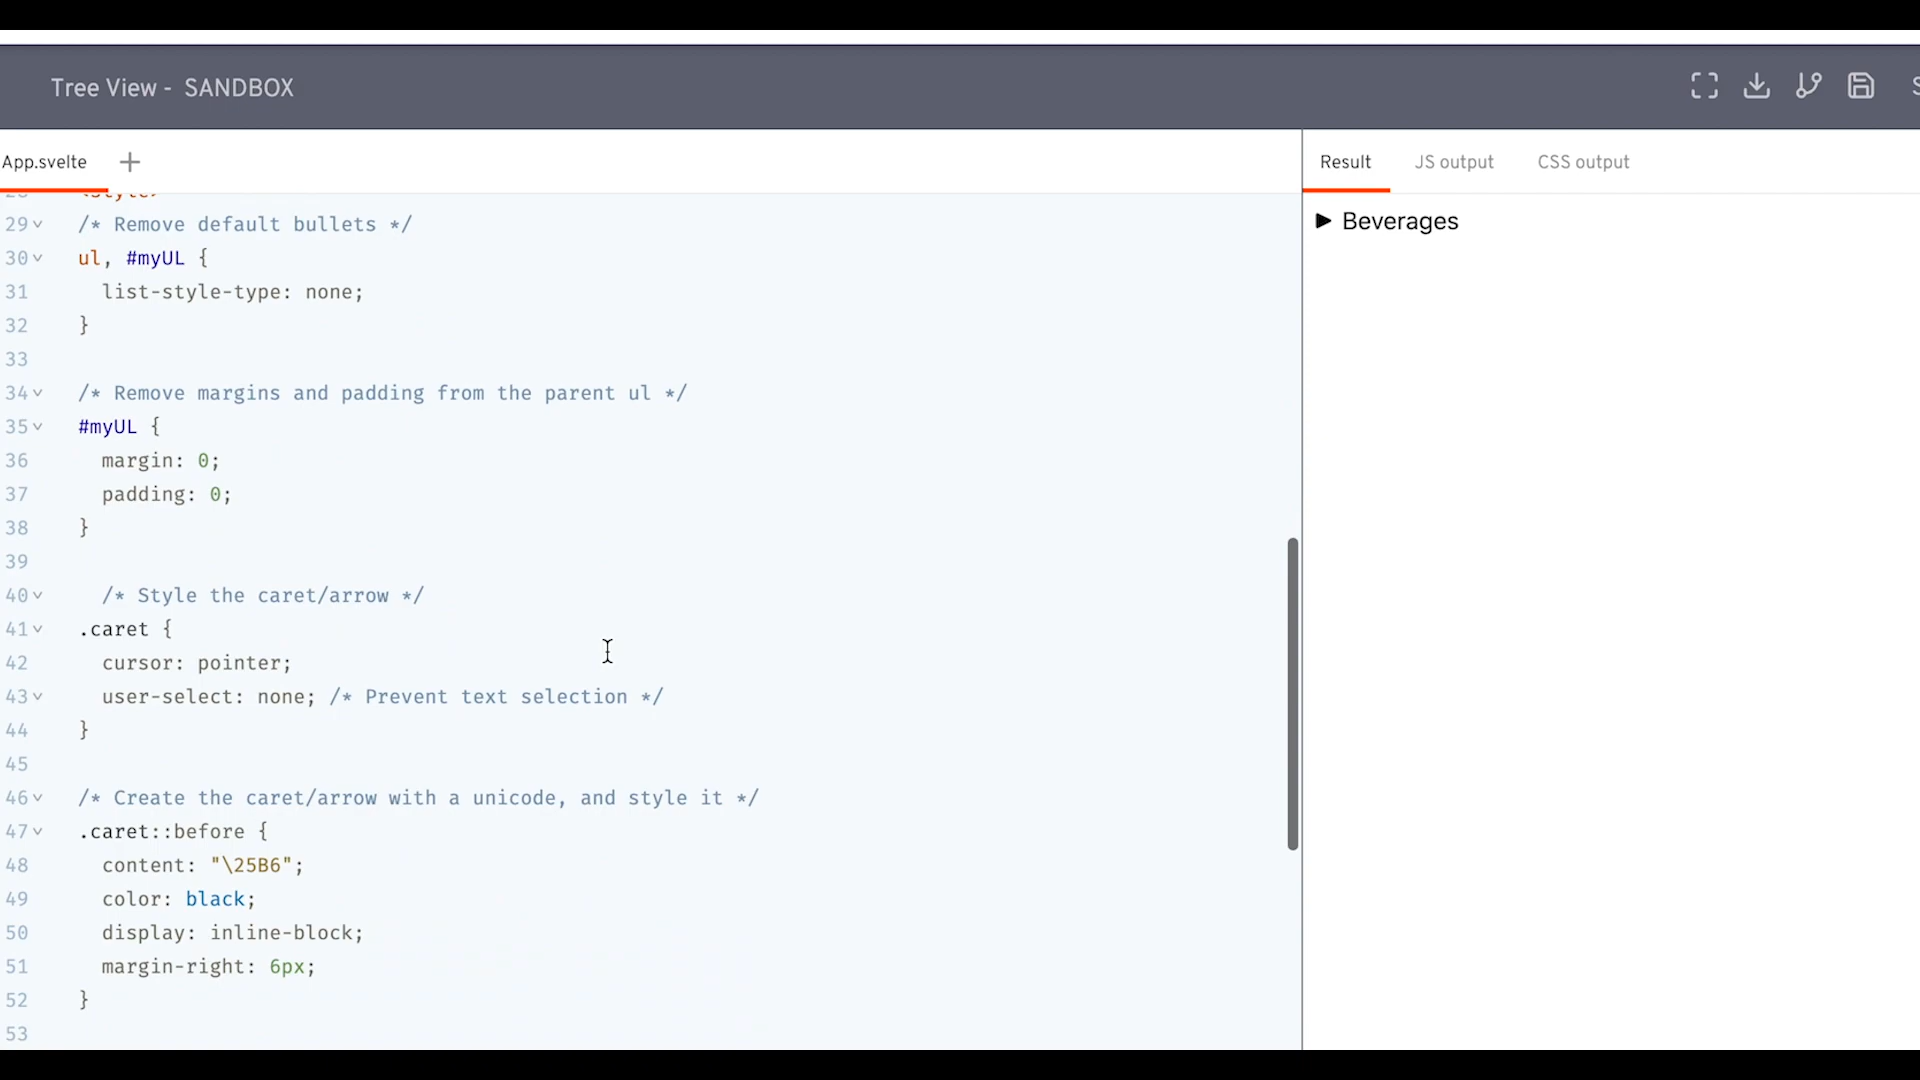 Tree View - SANDBOX
App.svelte
Result JS output CSS output
▶ Beverages
28 <style>
29 /* Remove default bullets */
30 ul, #myUL {
31 list-style-type: none;
32 }
33
34 /* Remove margins and padding from the parent ul */
35 #myUL {
36 margin: 0;
37 padding: 0;
38 }
39
40 /* Style the caret/arrow */
41 .caret {
42 cursor: pointer;
43 user-select: none; /* Prevent text selection */
44 }
45
46 /* Create the caret/arrow with a unicode, and style it */
47 .caret::before {
48 content: "\25B6";
49 color: black;
50 display: inline-block;
51 margin-right: 6px;
52 }
53